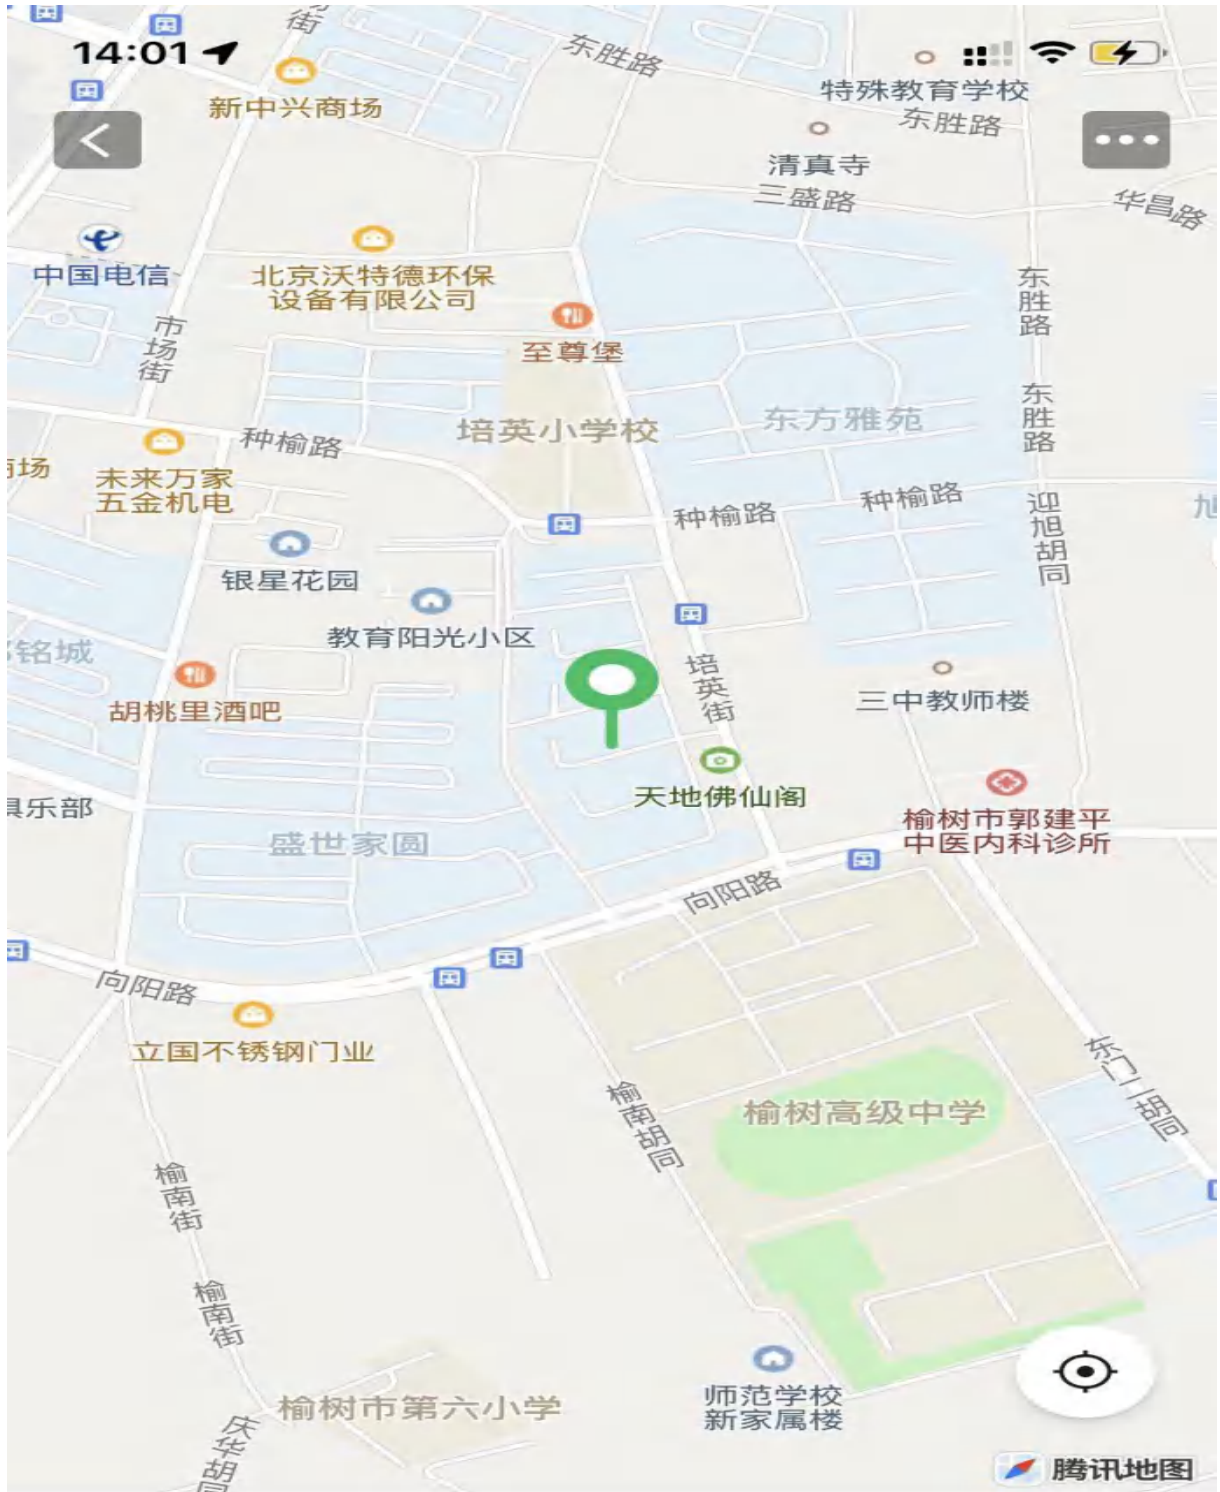 街
14:01
东胜路
新中兴商场
特殊教育学校
东胜路
清真寺
三盛路
华昌路
中国电信
北京沃特德环保
设备有限公司
东胜路
市场街
至尊堡
东胜路
培英小学校
东方雅苑
种榆路
场
未来万家
五金机电
种榆路
种榆路
迎旭胡同
旭
银星花园
教育阳光小区
铭城
培英街
胡桃里酒吧
三中教师楼
天地佛仙阁
俱乐部
榆树市郭建平
中医内科诊所
盛世家圆
向阳路
向阳路
立国不锈钢门业
东门二胡同
榆南胡同
榆树高级中学
榆南街
榆南街
师范学校
新家属楼
榆树市第六小学
庆华胡同
腾讯地图